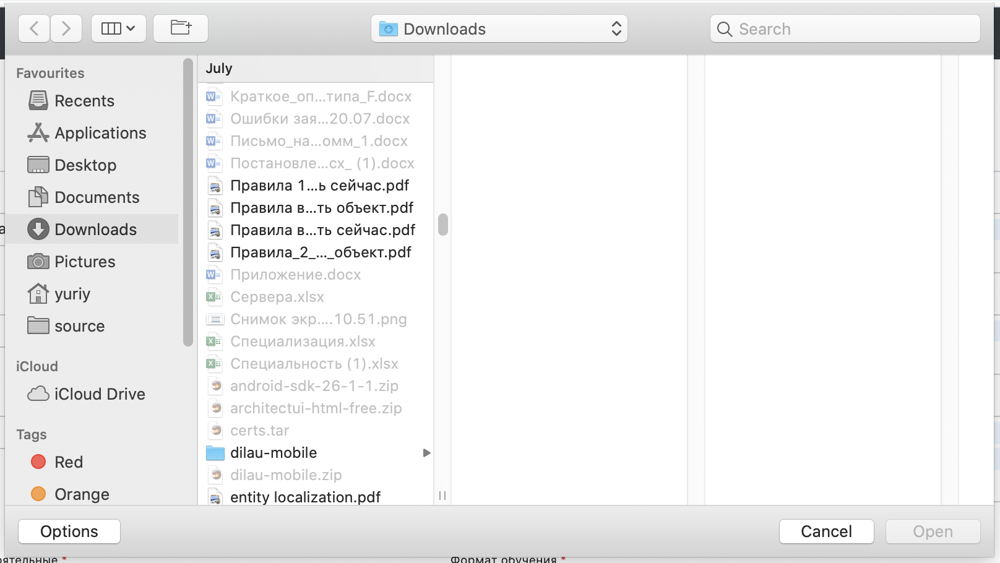 Downloads
Search
Favourites
Recents
Applications
Desktop
Documents
Downloads
Pictures
yuriy
source
iCloud
iCloud Drive
Tags
Red
Orange
July
Краткое_оп...типа_F.docx
Ошибки зая...20.07.docx
Письмо_на...омм_1.docx
Постановле...сх_ (1).docx
Правила 1...ь сейчас.pdf
Правила в...ть объект.pdf
Правила в...ть сейчас.pdf
Правила_2_..._объект.pdf
Приложение.docx
Сервера.xlsx
Снимок экр....10.51.png
Специализация.xlsx
Специальность (1).xlsx
android-sdk-26-1-1.zip
architectui-html-free.zip
certs.tar
dilau-mobile
dilau-mobile.zip
entity localization.pdf
Options
Cancel
Open
Формат обучения *